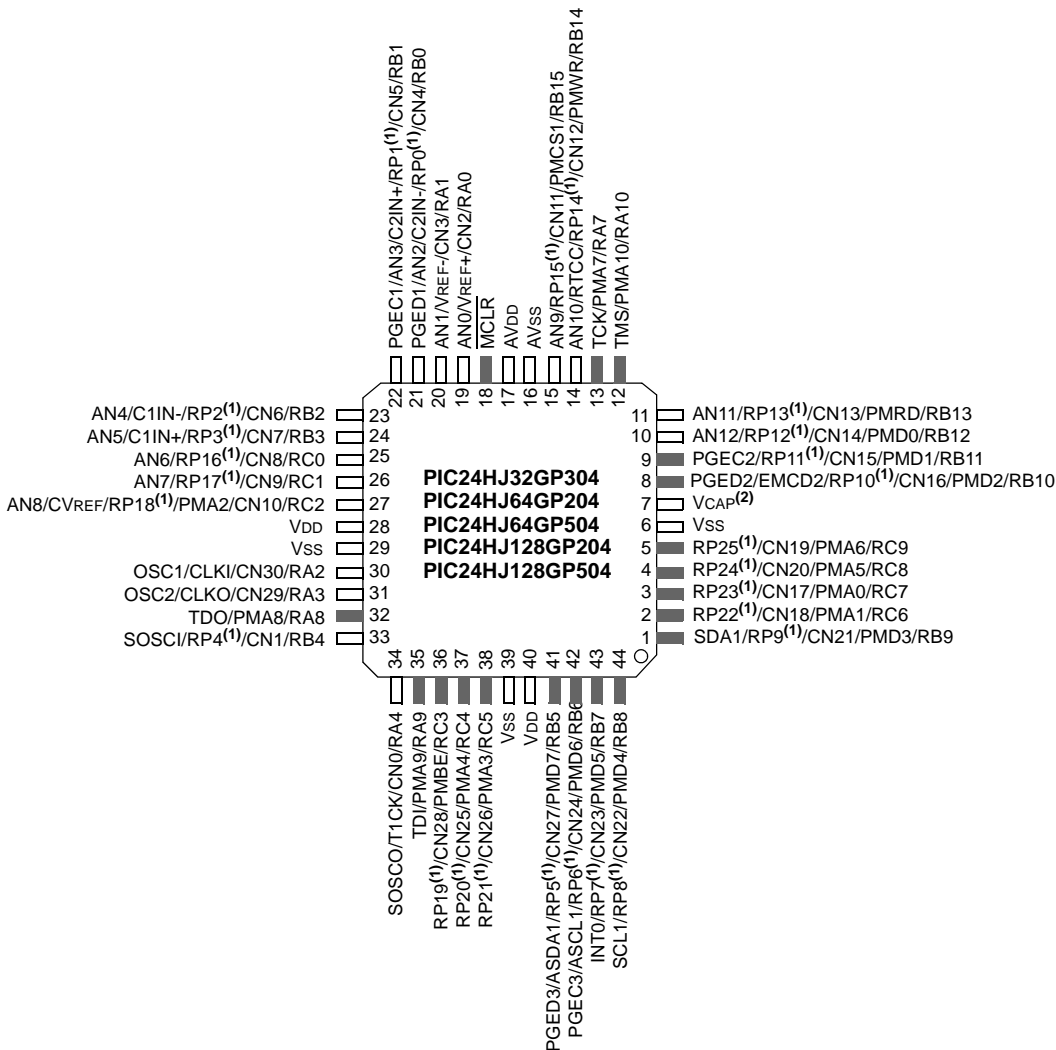 PGEC1/AN3/C2IN+/RP1(1)/CN5/RB1
PGED1/AN2/C2IN-/RP0(1)/CN4/RB0
AN1/VREF-/CN3/RA1
AN0/VREF+/CN2/RA0
MCLR
AVDD
AVSS
AN9/RP15(1)/CN11/PMCS1/RB15
AN10/RTCC/RP14(1)/CN12/PMWR/RB14
TCK/PMA7/RA7
TMS/PMA10/RA10
22
21
20
19
18
17
16
15
14
13
12
AN4/C1IN-/RP2(1)/CN6/RB2 23
AN5/C1IN+/RP3(1)/CN7/RB3 24
AN6/RP16(1)/CN8/RC0 25
AN7/RP17(1)/CN9/RC1 26
AN8/CVREF/RP18(1)/PMA2/CN10/RC2 27
VDD 28
VSS 29
OSC1/CLKI/CN30/RA2 30
OSC2/CLKO/CN29/RA3 31
TDO/PMA8/RA8 32
SOSCI/RP4(1)/CN1/RB4 33
PIC24HJ32GP304
PIC24HJ64GP204
PIC24HJ64GP504
PIC24HJ128GP204
PIC24HJ128GP504
11 AN11/RP13(1)/CN13/PMRD/RB13
10 AN12/RP12(1)/CN14/PMD0/RB12
9 PGEC2/RP11(1)/CN15/PMD1/RB11
8 PGED2/EMCD2/RP10(1)/CN16/PMD2/RB10
7 VCAP(2)
6 VSS
5 RP25(1)/CN19/PMA6/RC9
4 RP24(1)/CN20/PMA5/RC8
3 RP23(1)/CN17/PMA0/RC7
2 RP22(1)/CN18/PMA1/RC6
1 SDA1/RP9(1)/CN21/PMD3/RB9
34
35
36
37
38
39
40
41
42
43
44
SOSCO/T1CK/CN0/RA4
TDI/PMA9/RA9
RP19(1)/CN28/PMBE/RC3
RP20(1)/CN25/PMA4/RC4
RP21(1)/CN26/PMA3/RC5
VSS
VDD
PGED3/ASDA1/RP5(1)/CN27/PMD7/RB5
PGEC3/ASCL1/RP6(1)/CN24/PMD6/RB6
INT0/RP7(1)/CN23/PMD5/RB7
SCL1/RP8(1)/CN22/PMD4/RB8